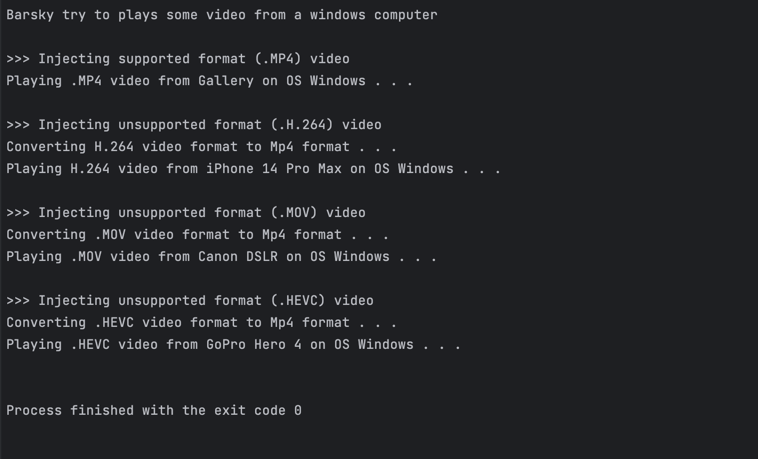 Barsky try to plays some video from a windows computer
>>> Injecting supported format (.MP4) video
Playing .MP4 video from Gallery on OS Windows . . .
>>> Injecting unsupported format (.H.264) video
Converting H.264 video format to Mp4 format . . .
Playing H.264 video from iPhone 14 Pro Max on OS Windows . . .
>>> Injecting unsupported format (.MOV) video
Converting .MOV video format to Mp4 format . . .
Playing .MOV video from Canon DSLR on OS Windows . . .
>>> Injecting unsupported format (.HEVC) video
Converting .HEVC video format to Mp4 format . . .
Playing .HEVC video from GoPro Hero 4 on OS Windows . . .
Process finished with the exit code 0